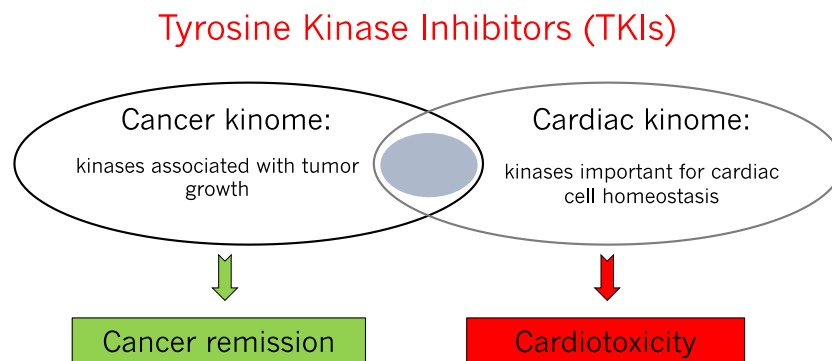 Tyrosine Kinase Inhibitors (TKIs)
Cancer kinome:
kinases associated with tumor
growth
Cardiac kinome:
kinases important for cardiac
cell homeostasis
Cancer remission
Cardiotoxicity